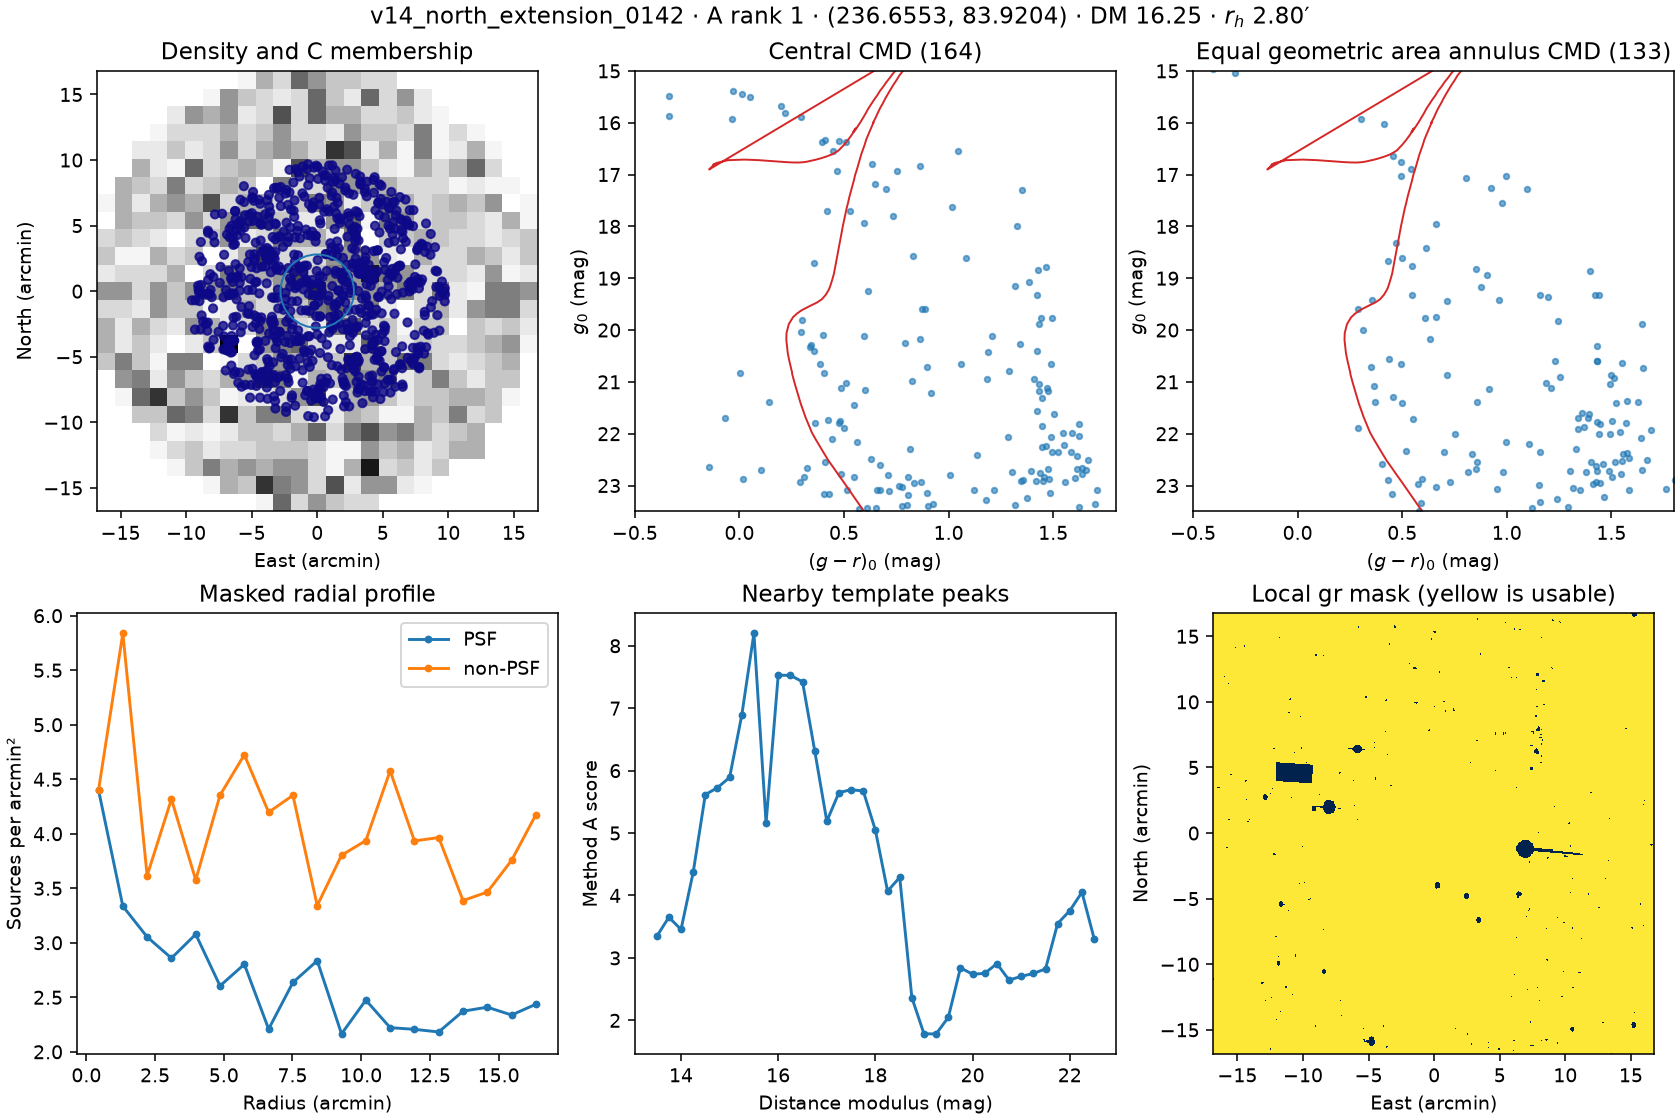 v14_north_extension_0142 · A rank 1 · (236.6553, 83.9204) · DM 16.25 · r_h 2.80′
Density and C membership
15
10
5
0
−5
−10
−15
North (arcmin)
−15 −10 −5 0 5 10 15
East (arcmin)
Central CMD (164)
15
16
17
18
19
20
21
22
23
g₀ (mag)
−0.5 0.0 0.5 1.0 1.5
(g − r)₀ (mag)
Equal geometric area annulus CMD (133)
15
16
17
18
19
20
21
22
23
g₀ (mag)
−0.5 0.0 0.5 1.0 1.5
(g − r)₀ (mag)
Masked radial profile
PSF
non-PSF
6.0
5.5
5.0
4.5
4.0
3.5
3.0
2.5
2.0
Sources per arcmin²
0.0 2.5 5.0 7.5 10.0 12.5 15.0
Radius (arcmin)
Nearby template peaks
8
7
6
5
4
3
2
Method A score
14 16 18 20 22
Distance modulus (mag)
Local gr mask (yellow is usable)
15
10
5
0
−5
−10
−15
North (arcmin)
−15 −10 −5 0 5 10 15
East (arcmin)